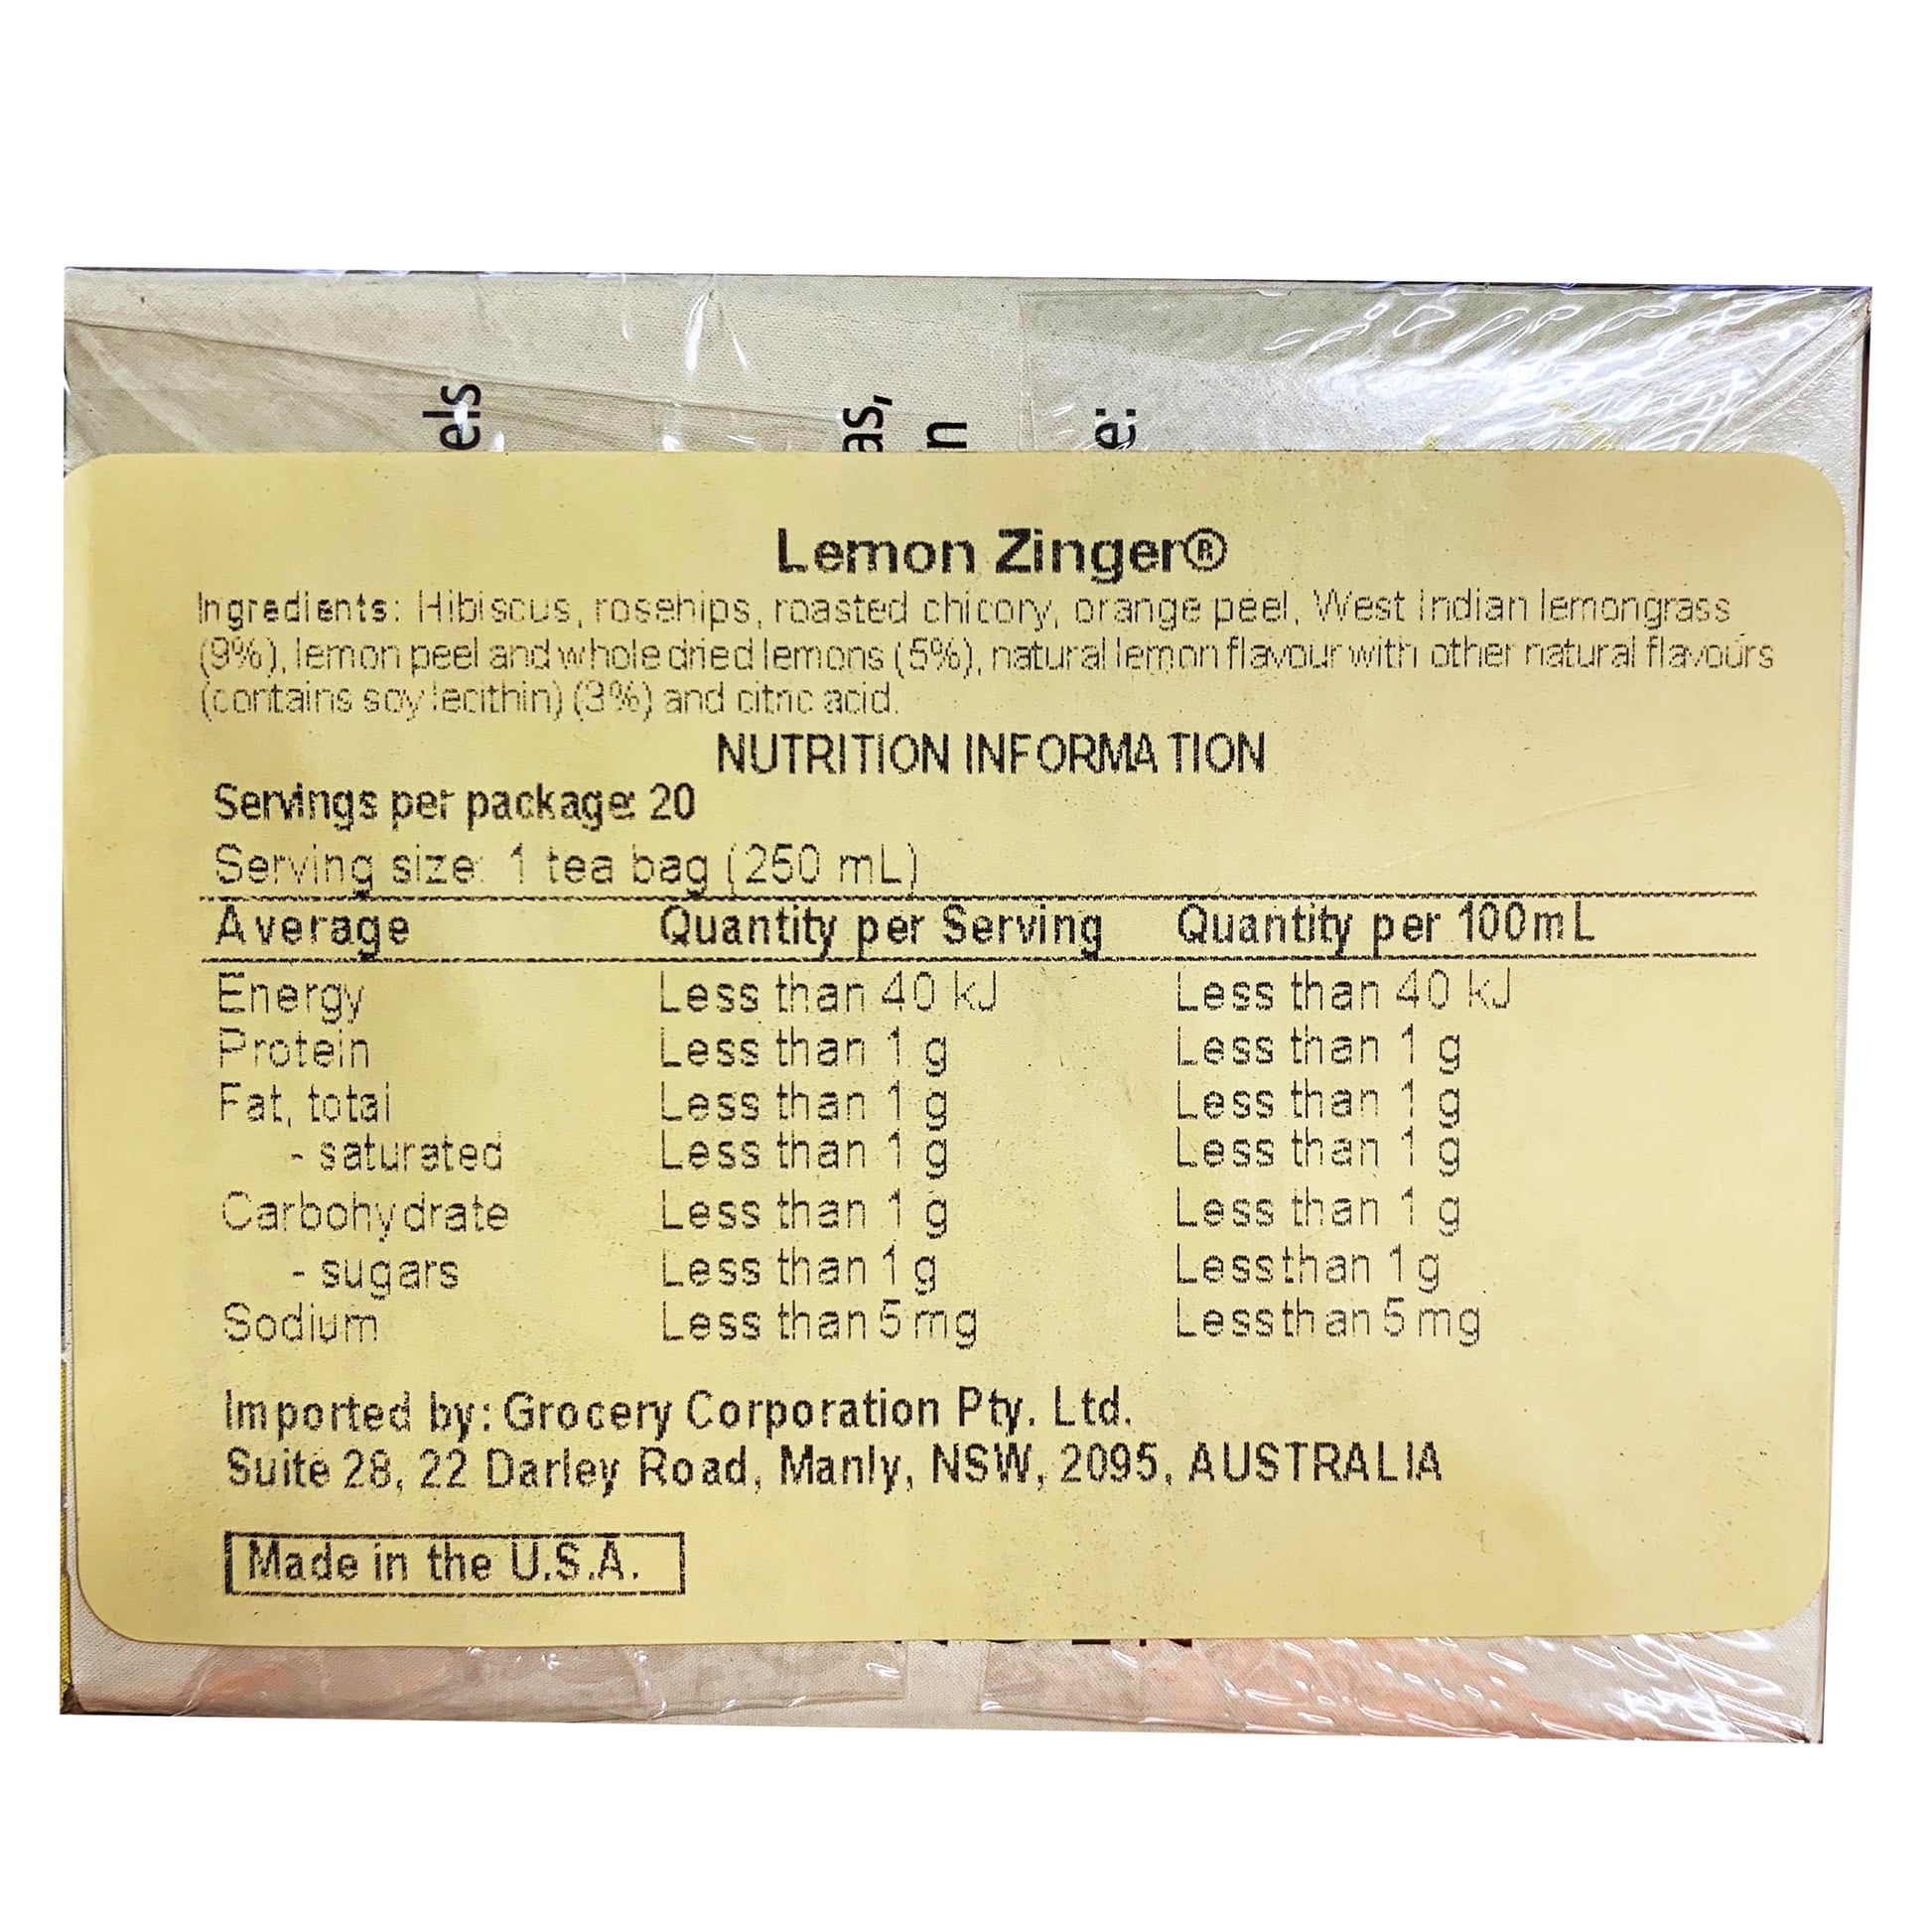 els
as,
n
e:
Lemon Zinger®
Ingredients: Hibiscus, rosehips, roasted chicory, orange peel, West Indian lemongrass
(9%), lemon peel and whole dried lemons (5%), natural lemon flavour with other natural flavours
(contains soy lecithin) (3%) and citric acid.
NUTRITION INFORMATION
Servings per package: 20
Serving size: 1 tea bag (250 mL)
Average Quantity per Serving Quantity per 100mL
Energy Less than 40 kJ Less than 40 kJ
Protein Less than 1 g Less than 1 g
Fat, total Less than 1 g Less than 1 g
- saturated Less than 1 g Less than 1 g
Carbohydrate Less than 1 g Less than 1 g
- sugars Less than 1 g Less than 1 g
Sodium Less than 5 mg Less than 5 mg
Imported by: Grocery Corporation Pty. Ltd.
Suite 28, 22 Darley Road, Manly, NSW, 2095, AUSTRALIA
Made in the U.S.A.